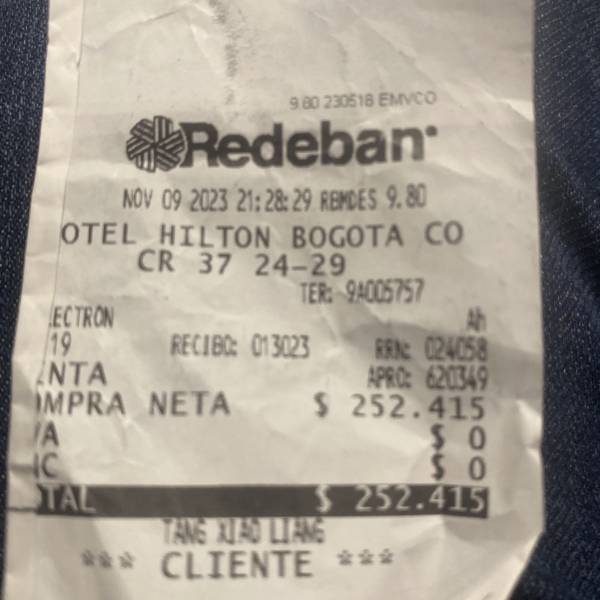 9.80 230518 EMVCO
Redeban
NOV 09 2023 21:28:29 RBMDES 9.80
OTEL HILTON BOGOTA CO
CR 37 24-29
TER: 9A005757
ECTRON Ah
19 RECIBO: 013023 RRN: 024058
NTA APRO: 620349
MPRA NETA $ 252.415
A $ 0
C $ 0
TAL $ 252.415
TANG XIAO LIANG
*** CLIENTE ***